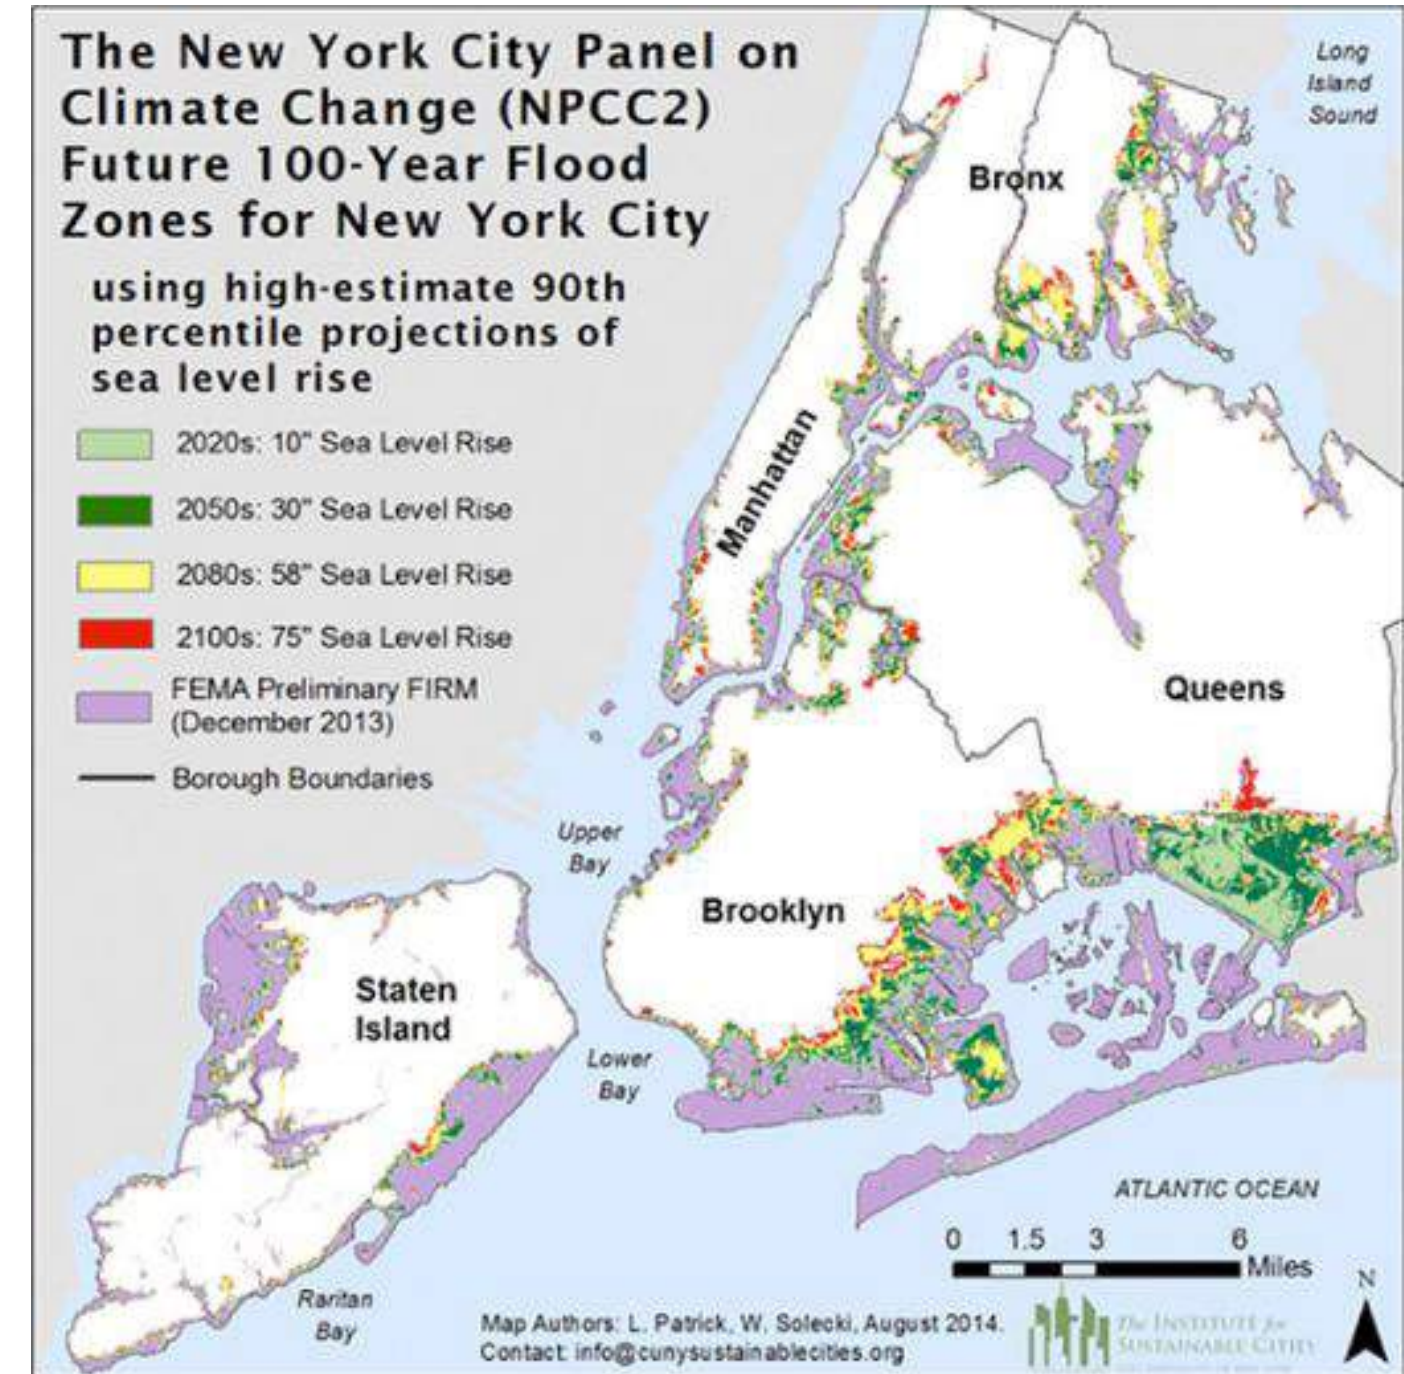 The New York City Panel on
Climate Change (NPCC2)
Future 100-Year Flood
Zones for New York City
using high-estimate 90th
percentile projections of
sea level rise
2020s: 10" Sea Level Rise
2050s: 30" Sea Level Rise
2080s: 58" Sea Level Rise
2100s: 75" Sea Level Rise
FEMA Preliminary FIRM
(December 2013)
Borough Boundaries
Long
Island
Sound
Bronx
Manhattan
Queens
Upper
Bay
Brooklyn
Staten
Island
Lower
Bay
ATLANTIC OCEAN
0 1.5 3 6
Miles
N
Raritan
Bay
Map Authors: L. Patrick, W. Solecki, August 2014.
Contact: info@cunysustainablecities.org
The INSTITUTE for
SUSTAINABLE CITIES